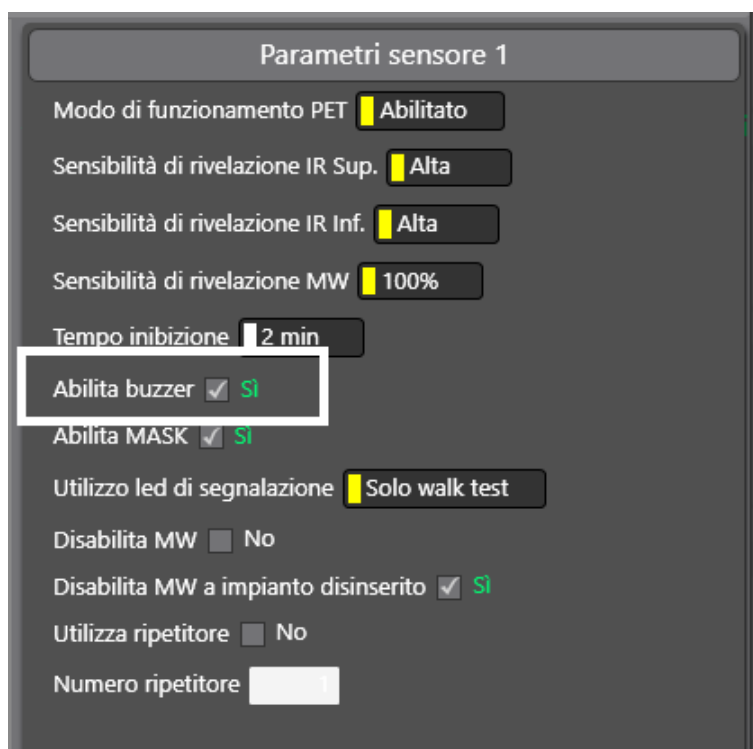 Parametri sensore 1
Modo di funzionamento PET Abilitato
Sensibilità di rivelazione IR Sup. Alta
Sensibilità di rivelazione IR Inf. Alta
Sensibilità di rivelazione MW 100%
Tempo inibizione 2 min
Abilita buzzer Sì
Abilita MASK Sì
Utilizzo led di segnalazione Solo walk test
Disabilita MW No
Disabilita MW a impianto disinserito Sì
Utilizza ripetitore No
Numero ripetitore 1